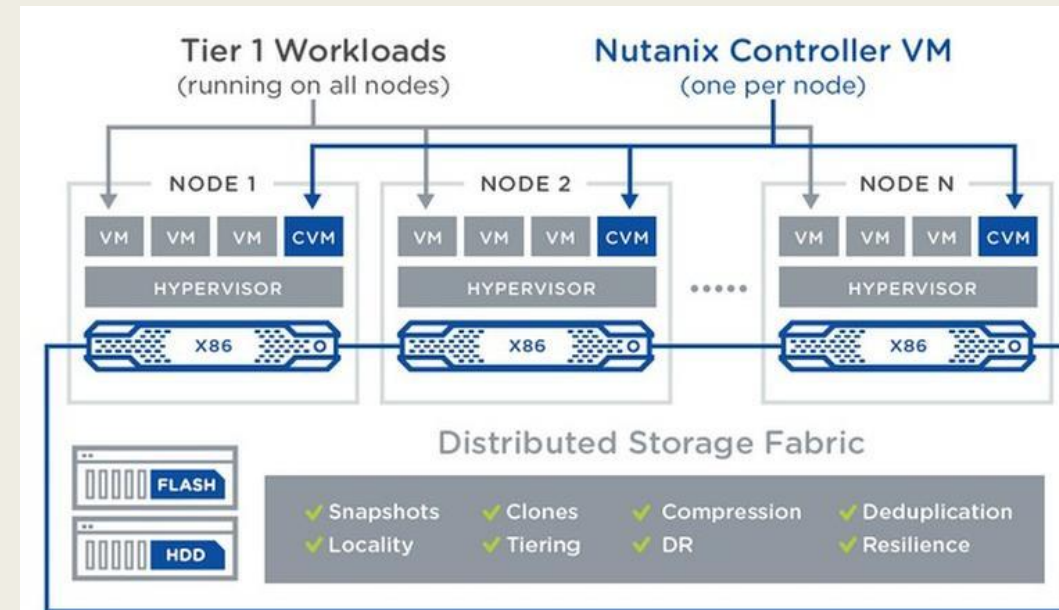 Tier 1 Workloads
(running on all nodes)
Nutanix Controller VM
(one per node)
NODE 1
VM VM VM CVM
HYPERVISOR
X86
NODE 2
VM VM VM CVM
HYPERVISOR
X86
NODE N
VM VM VM CVM
HYPERVISOR
X86
Distributed Storage Fabric
FLASH
HDD
Snapshots Clones Compression Deduplication
Locality Tiering DR Resilience